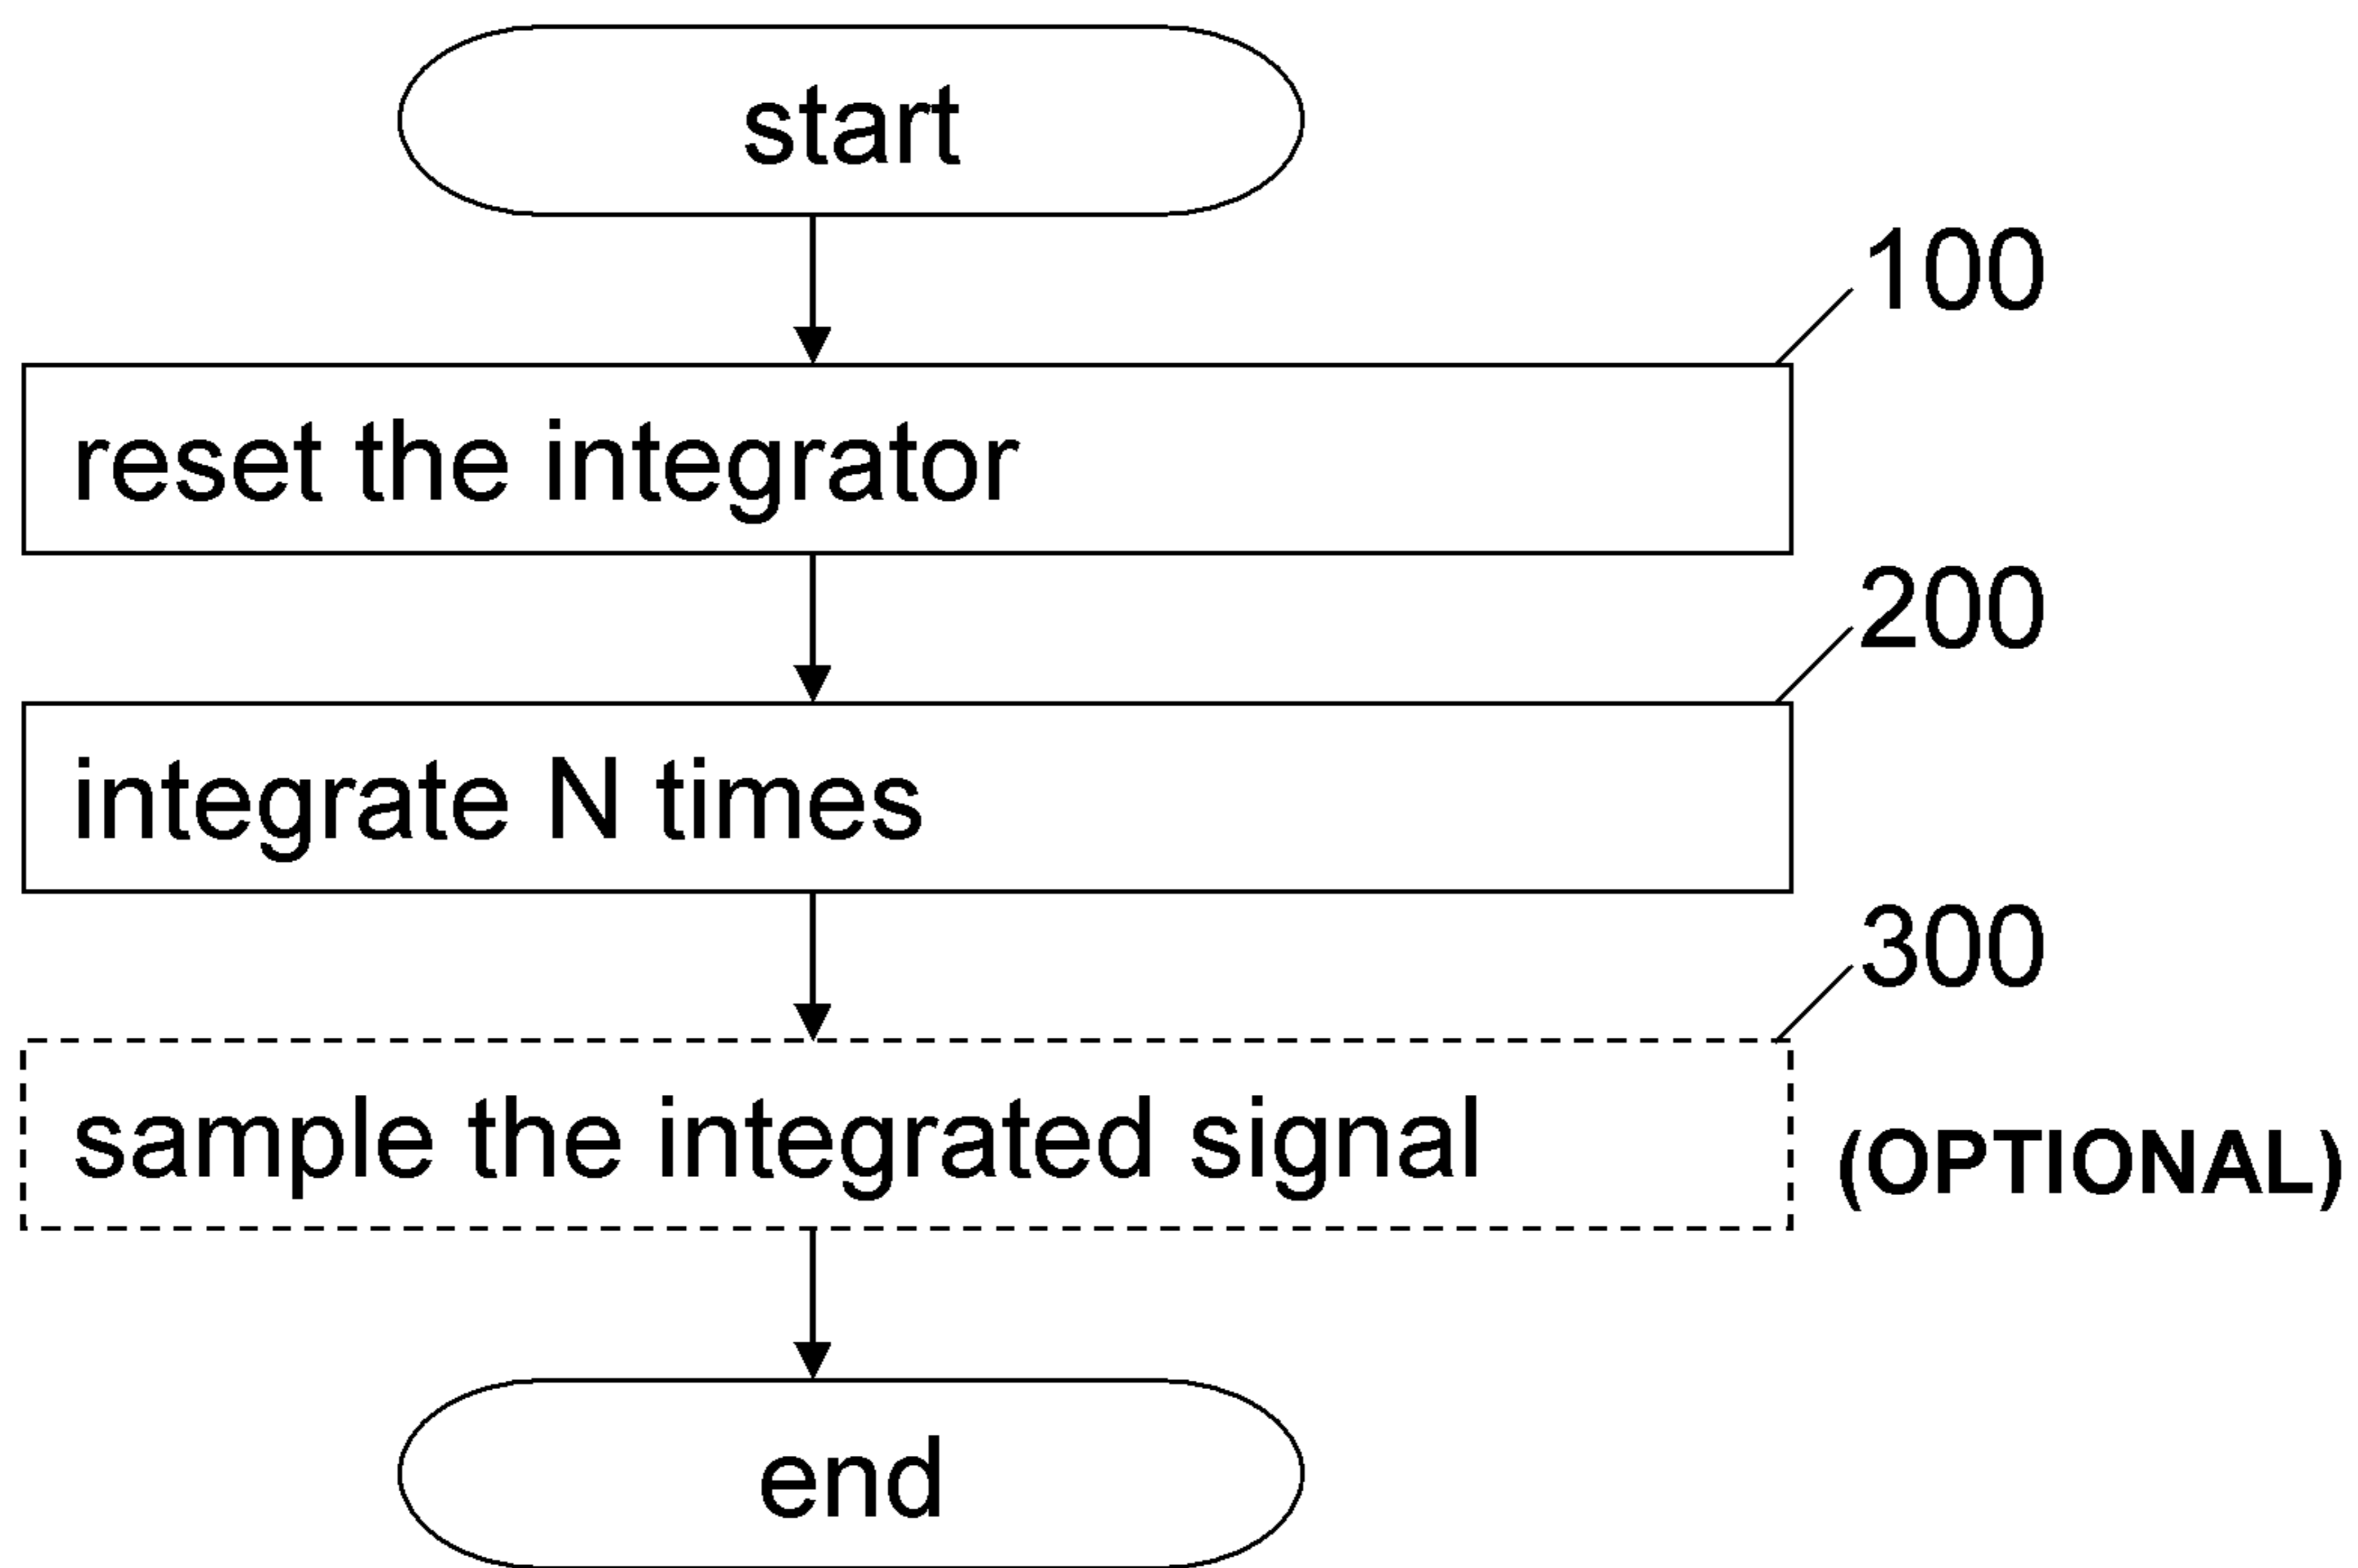 start
100
reset the integrator
200
integrate N times
300
sample the integrated signal
(OPTIONAL)
end